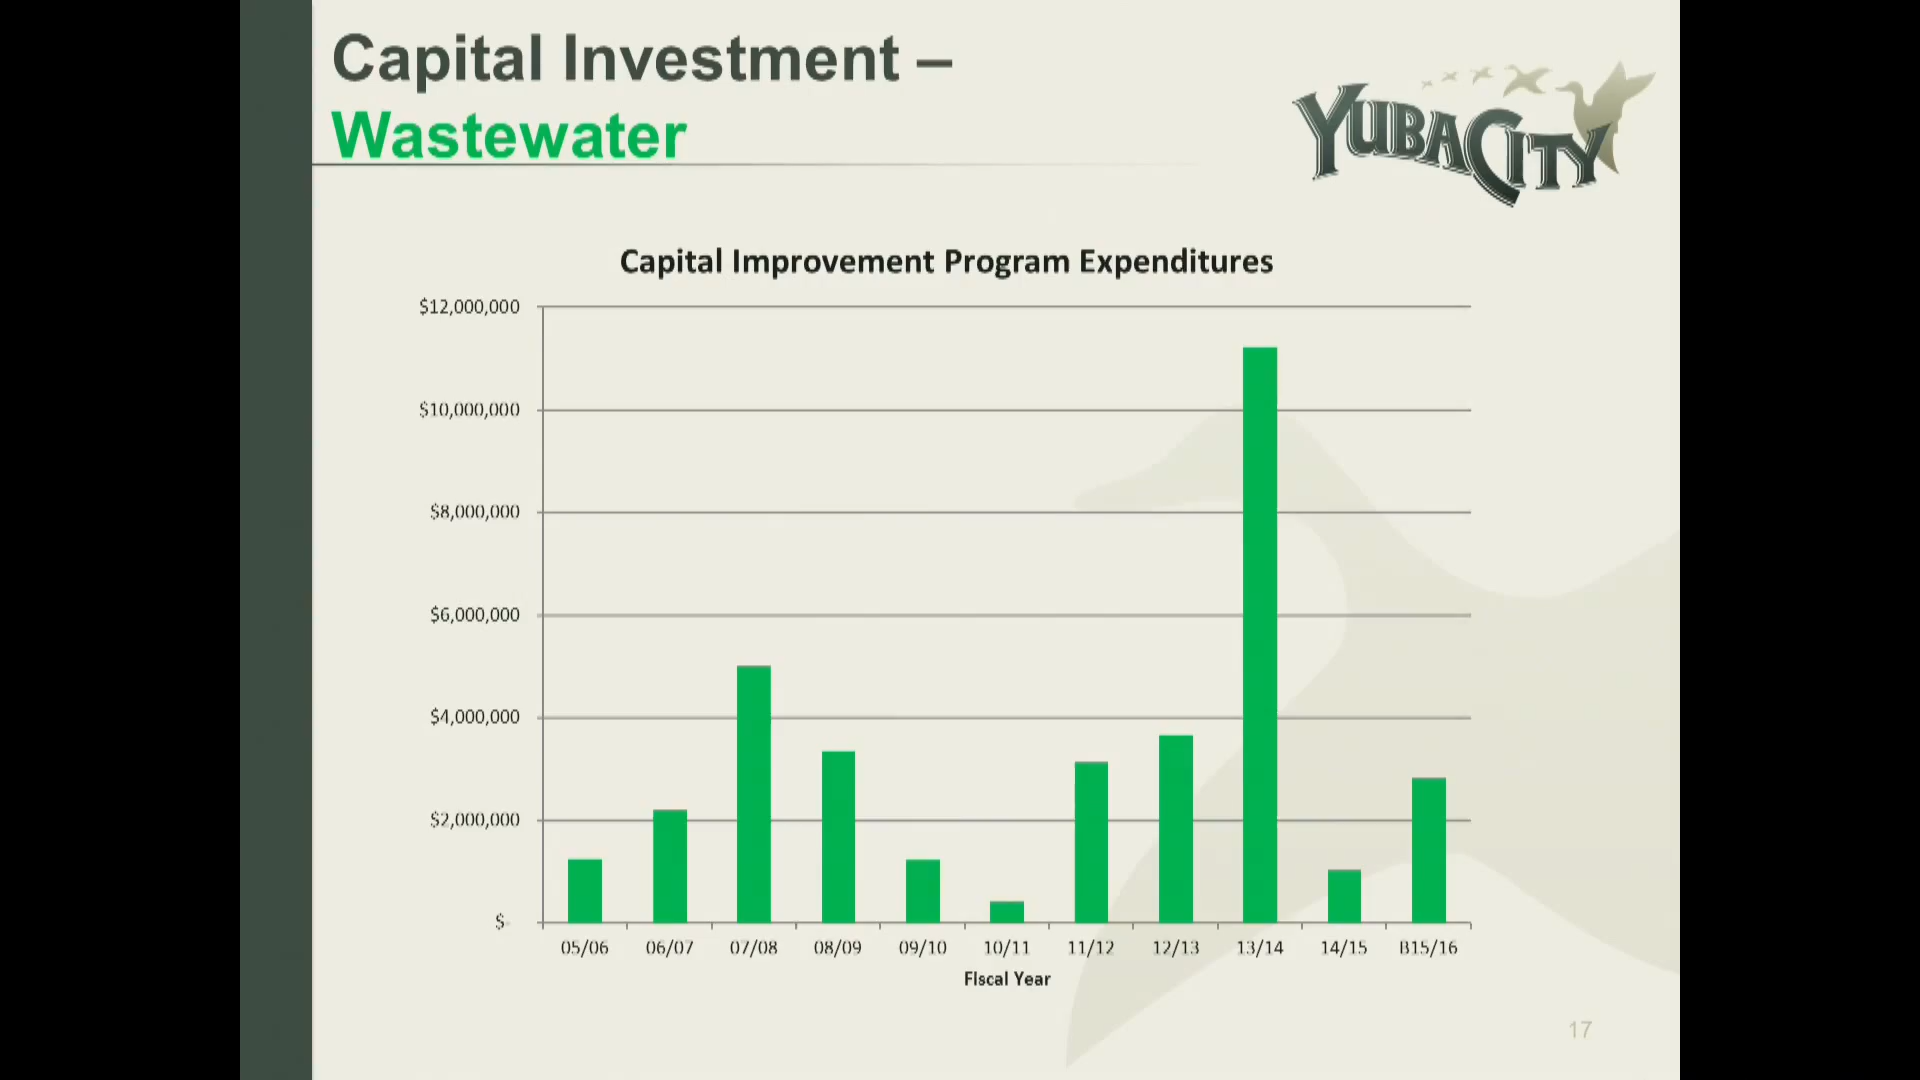 Capital Investment –
Wastewater
YUBA CITY
Capital Improvement Program Expenditures
$12,000,000
$10,000,000
$8,000,000
$6,000,000
$4,000,000
$2,000,000
$-
05/06 06/07 07/08 08/09 09/10 10/11 11/12 12/13 13/14 14/15 B15/16
Fiscal Year
17